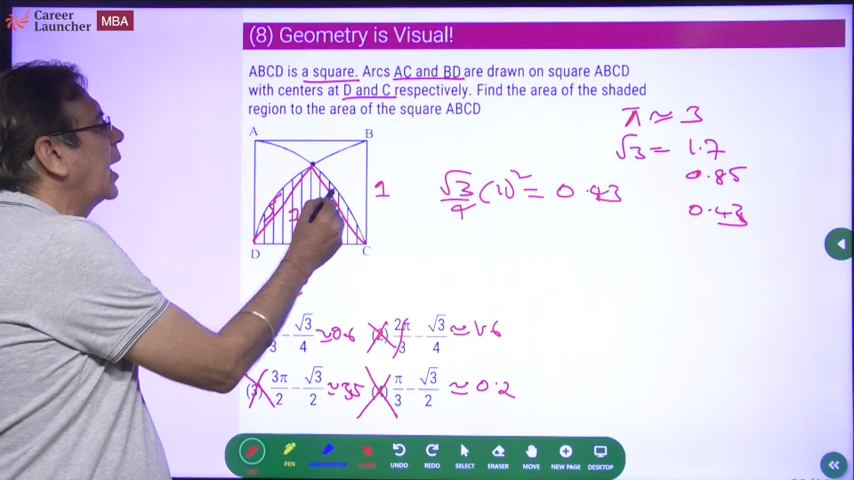 Career
Launcher
MBA
(8) Geometry is Visual!
ABCD is a square. Arcs AC and BD are drawn on square ABCD
with centers at D and C respectively. Find the area of the shaded
region to the area of the square ABCD
π ≈ 3
√3 = 1.7
0.85
0.43
A B
1
√3/4 (1)² = 0.43
D C
3 − √3/4 ≈ 0.6 2π/3 − √3/4 ≈ 1.6
(3) 3π/2 − √3/2 ≈ 3.5 π/3 − √3/2 ≈ 0.2
PEN
HIGHLIGHTER
UNDO
REDO
SELECT
ERASER
MOVE
NEW PAGE
DESKTOP